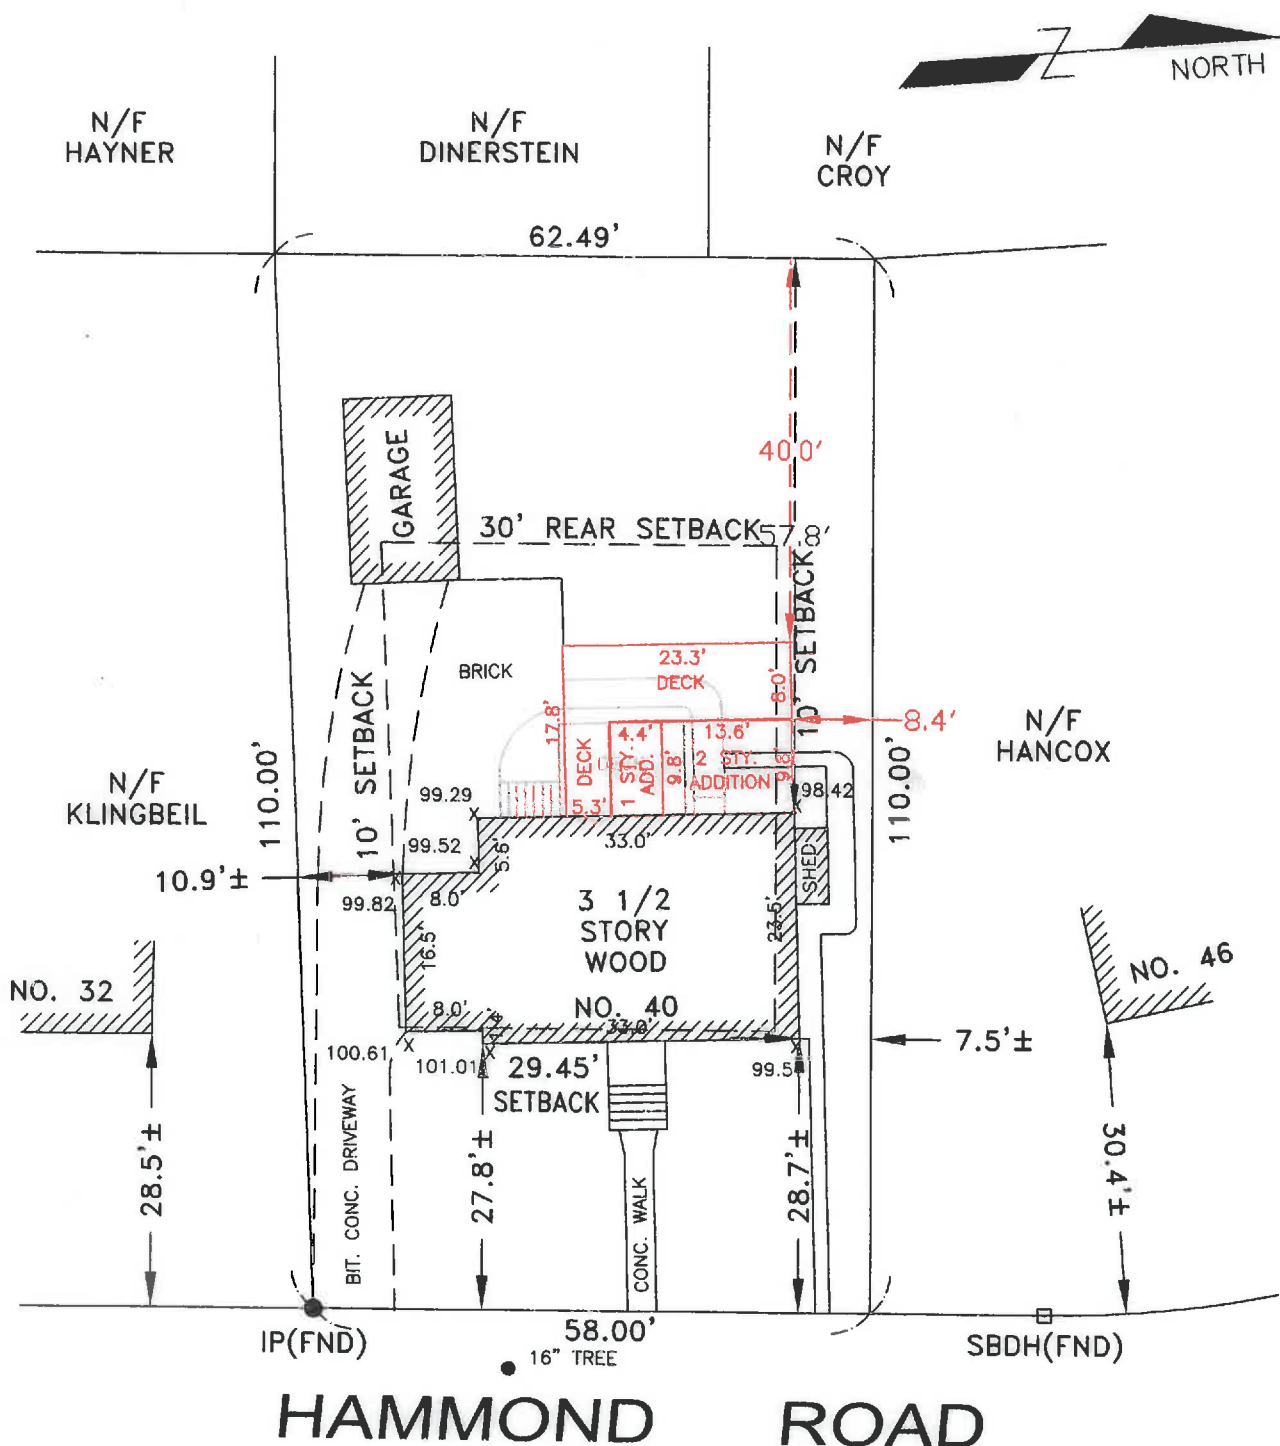 Z
NORTH
N/F
HAYNER
N/F
DINERSTEIN
N/F
CROY
62.49'
40.0'
GARAGE
30' REAR SETBACK
57.8'
10' SETBACK
23.3'
DECK
8.0'
BRICK
10' SETBACK
17.8'
8.4'
N/F
HANCOX
DECK
5.3'
4.4'
1 STY.
ADD.
9.8'
13.6'
2 STY.
ADDITION
9.8'
98.42
110.00'
110.00'
N/F
KLINGBEIL
99.29
99.52
5.6'
33.0'
SHED
10.9'±
99.82
8.0'
3 1/2
STORY
WOOD
NO. 40
23.5'
16.5'
8.0'
33.0'
NO. 32
NO. 46
100.61
101.01
29.45'
SETBACK
99.5
7.5'±
28.5'±
BIT. CONC. DRIVEWAY
27.8'±
CONC. WALK
28.7'±
30.4'±
IP(FND)
58.00'
SBDH(FND)
16" TREE
HAMMOND ROAD